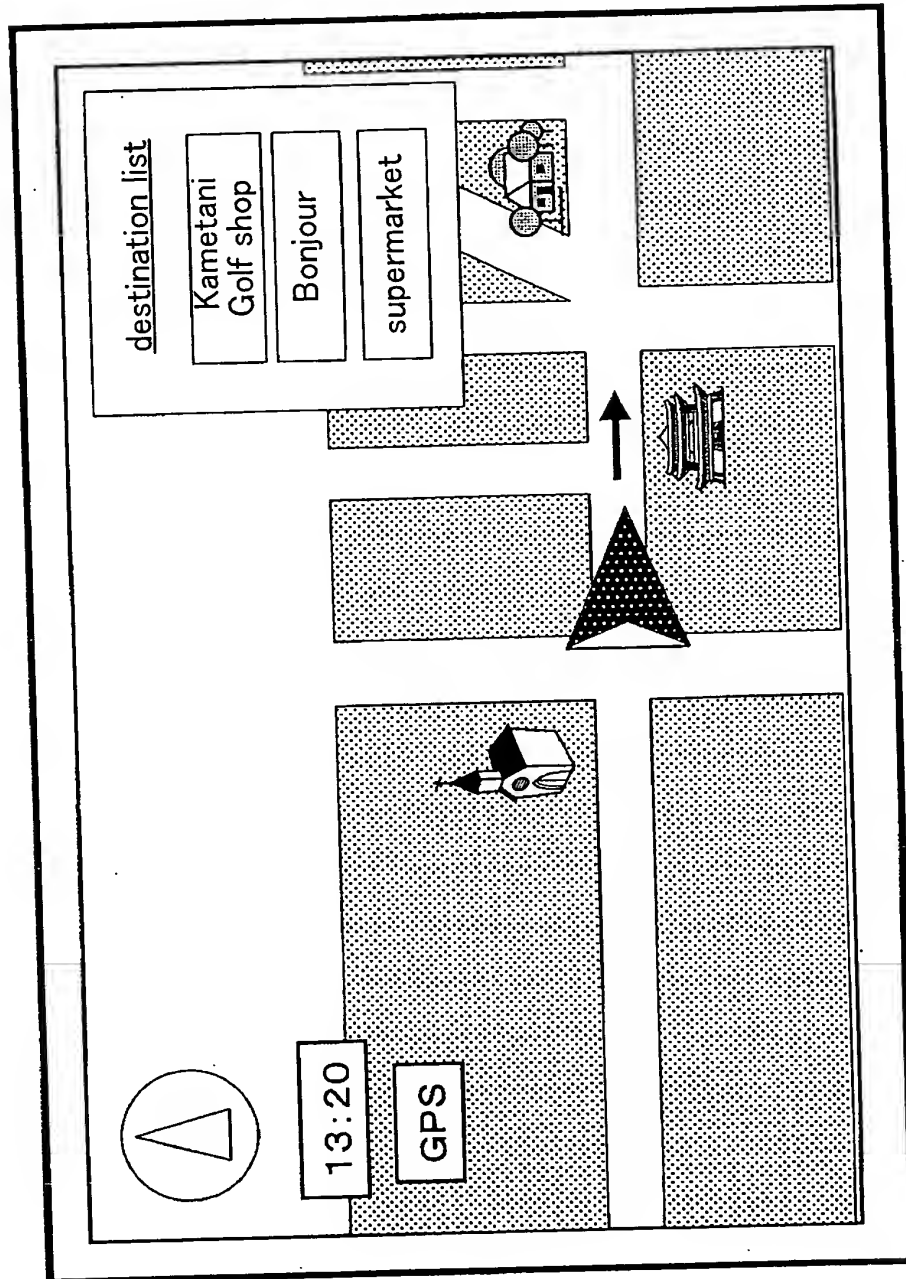 destination list
Kametani
Golf shop
Bonjour
supermarket
13:20
GPS